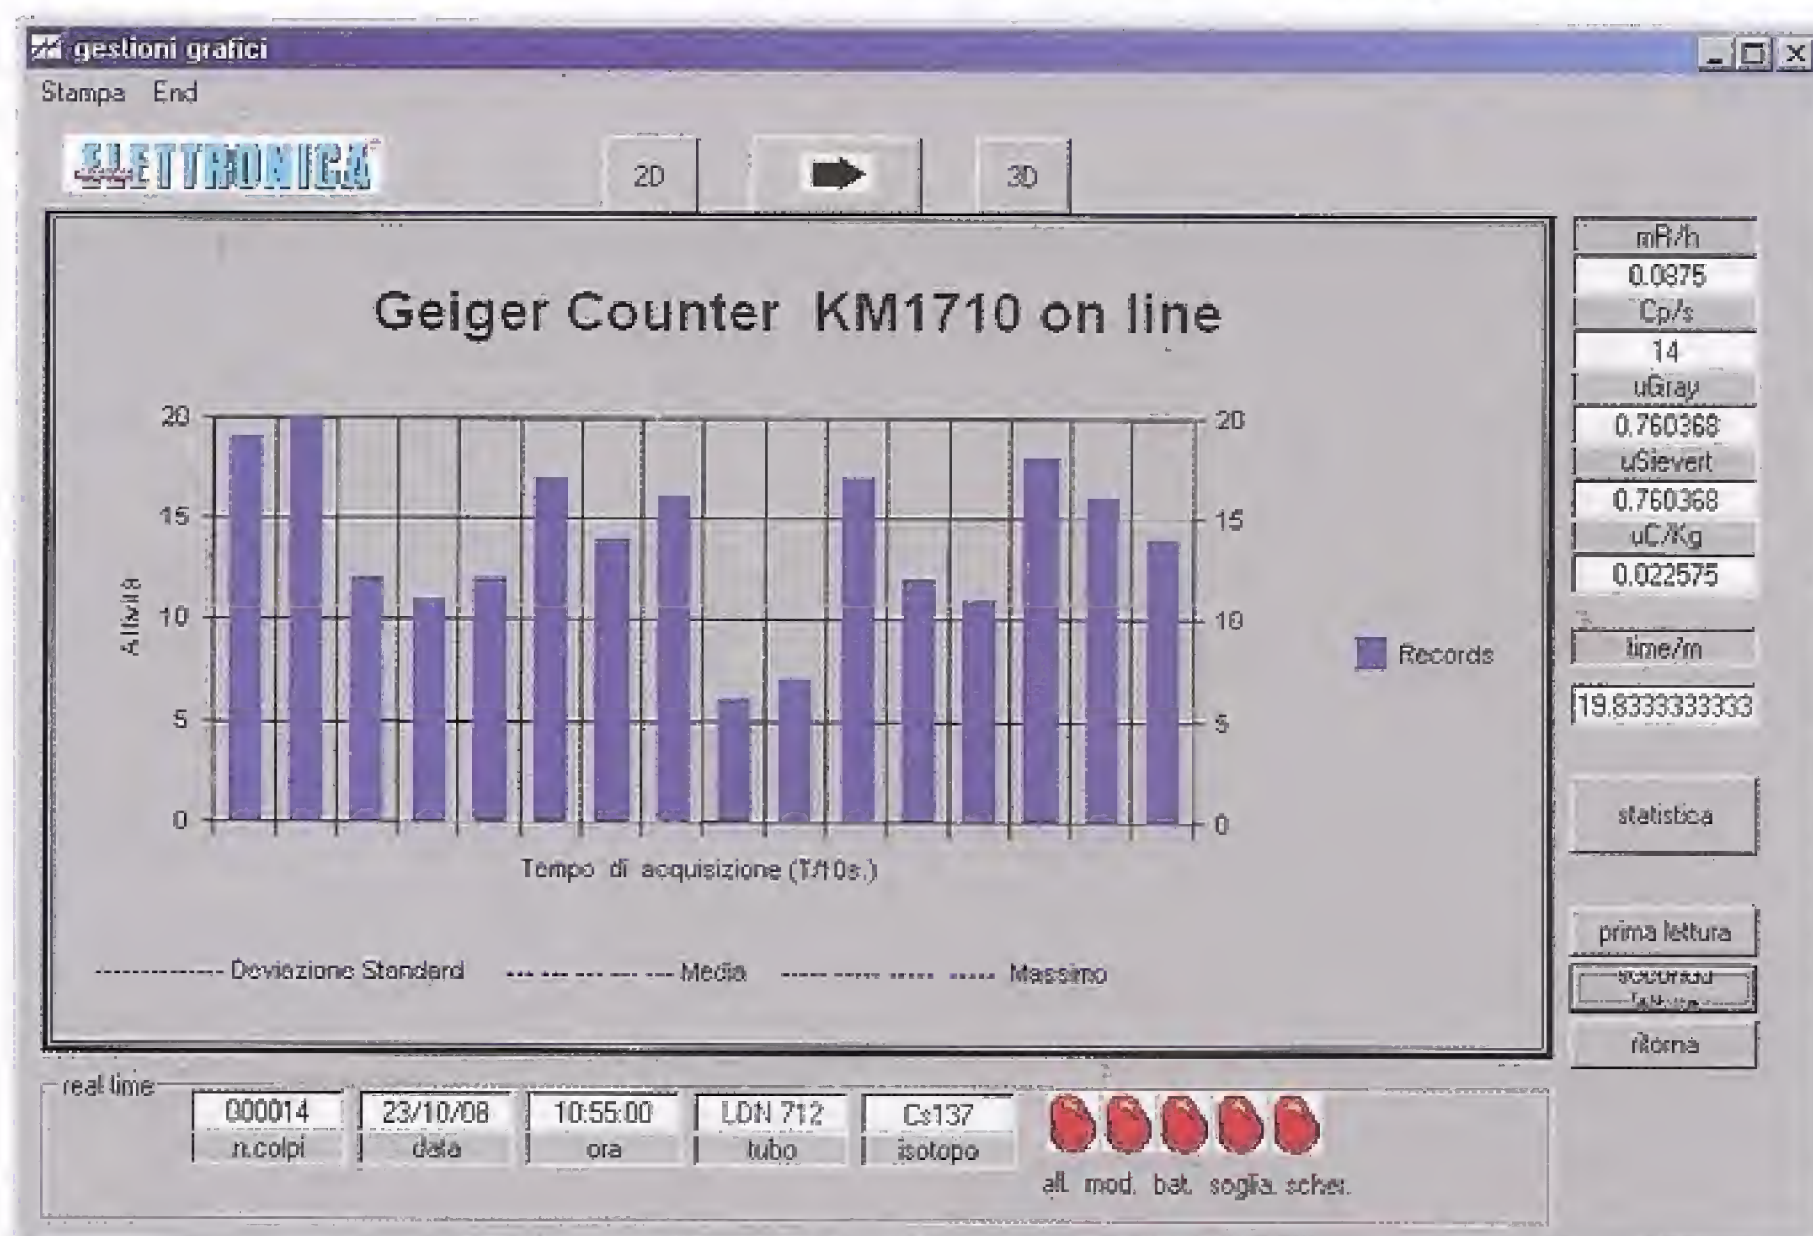 gestioni grafici
Stampa End
ELETTRONICA
2D
3D
Geiger Counter KM1710 on line
20
15
10
5
0
Attività
20
15
10
5
0
Records
Tempo di acquisizione (T/10s.)
Deviazione Standard
Media
Massimo
mR/h
0.0875
Cp/s
14
uGray
0.760368
uSievert
0.760368
uC/Kg
0.022575
time/m
19.8333333333
statistica
prima lettura
seconda
lettura
ritorna
real time
000014 23/10/08 10:55:00 LDN 712 Cs137
n.colpi data ora tubo isotopo
all. mod. bat. soglia. scher.